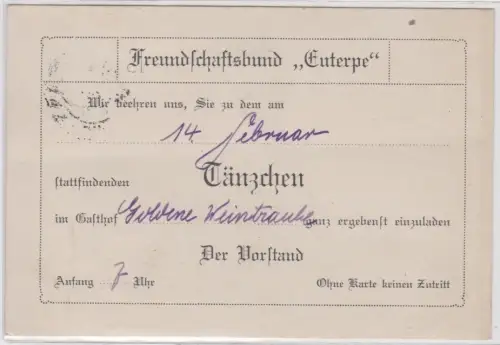 Freundschaftsbund „Euterpe“
Wir beehren uns, Sie zu dem am
14. Februar
stattfindenden Tänzchen
im Gasthof Goldene Weintraube ganz ergebenst einzuladen
Der Vorstand
Anfang 7 Uhr Ohne Karte keinen Zutritt